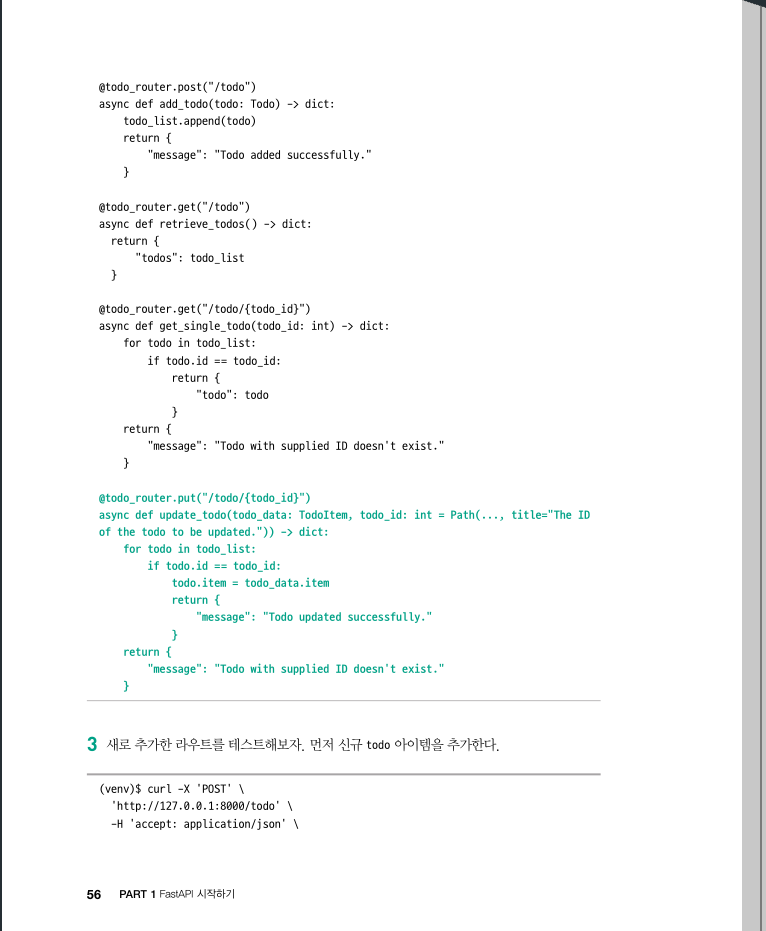 @todo_router.post("/todo")
async def add_todo(todo: Todo) -> dict:
    todo_list.append(todo)
    return {
        "message": "Todo added successfully."
    }

@todo_router.get("/todo")
async def retrieve_todos() -> dict:
  return {
      "todos": todo_list
  }

@todo_router.get("/todo/{todo_id}")
async def get_single_todo(todo_id: int) -> dict:
    for todo in todo_list:
        if todo.id == todo_id:
            return {
                "todo": todo
            }
    return {
        "message": "Todo with supplied ID doesn't exist."
    }

@todo_router.put("/todo/{todo_id}")
async def update_todo(todo_data: TodoItem, todo_id: int = Path(..., title="The ID
of the todo to be updated.")) -> dict:
    for todo in todo_list:
        if todo.id == todo_id:
            todo.item = todo_data.item
            return {
                "message": "Todo updated successfully."
            }
    return {
        "message": "Todo with supplied ID doesn't exist."
    }

3 새로 추가한 라우트를 테스트해보자. 먼저 신규 todo 아이템을 추가한다.

(venv)$ curl -X 'POST' \
  'http://127.0.0.1:8000/todo' \
  -H 'accept: application/json' \

56 PART 1 FastAPI 시작하기